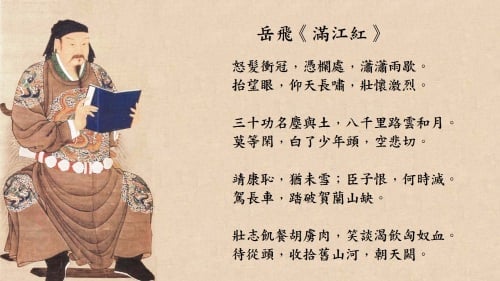 岳飛《滿江紅》
怒髮衝冠，憑欄處，瀟瀟雨歇。
抬望眼，仰天長嘯，壯懷激烈。
三十功名塵與土，八千里路雲和月。
莫等閑，白了少年頭，空悲切。
靖康恥，猶未雪；臣子恨，何時滅。
駕長車，踏破賀蘭山缺。
壯志飢餐胡虜肉，笑談渴飲匈奴血。
待從頭，收拾舊山河，朝天闕。